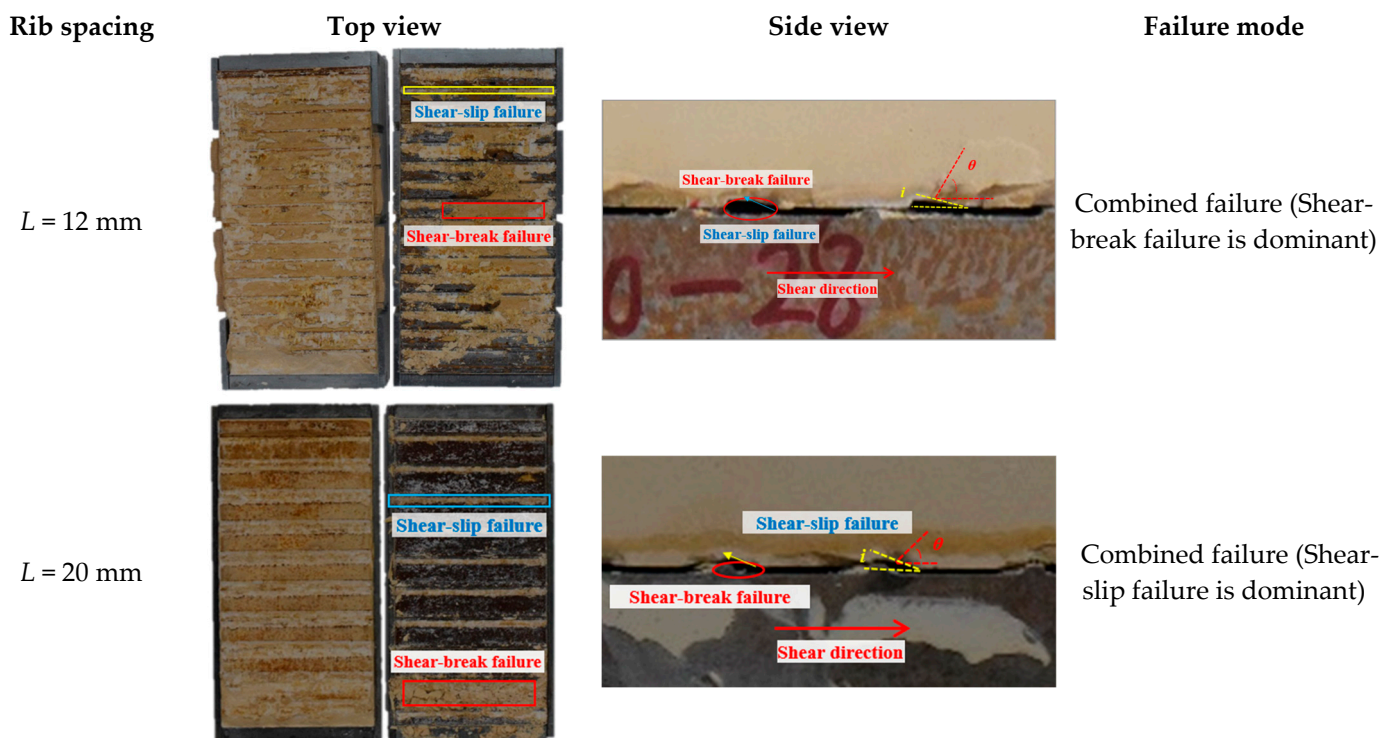 Rib spacing
Top view
Side view
Failure mode
L = 12 mm
Shear-slip failure
Shear-break failure
Shear-break failure
Shear-slip failure
i
θ
0-28
Shear direction
Combined failure (Shear-
break failure is dominant)
L = 20 mm
Shear-slip failure
Shear-break failure
Shear-slip failure
i
θ
Shear-break failure
Shear direction
Combined failure (Shear-
slip failure is dominant)